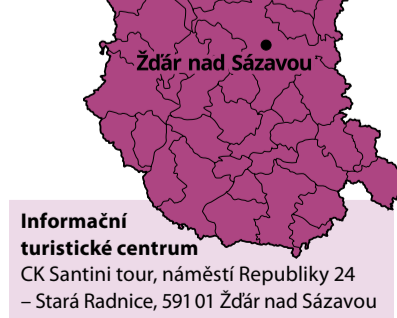 Žďár nad Sázavou
Informační
turistické centrum
CK Santini tour, náměstí Republiky 24
– Stará Radnice, 591 01 Žďár nad Sázavou